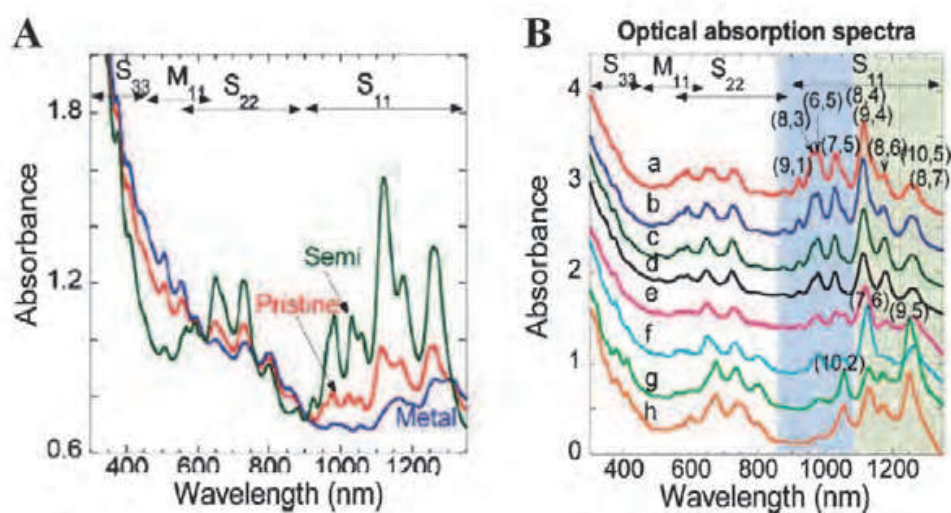 A
S33
M11
S22
S11
1.8
1.2
0.6
Absorbance
Semi
Pristine
Metal
400
600
800
1000
1200
Wavelength (nm)
B
Optical absorption spectra
S33
M11
S22
S11
4
3
2
1
0
Absorbance
(6,5)
(8,4)
(8,3)
(9,4)
(7,5)
(8,6)
(10,5)
(9,1)
(8,7)
a
b
c
d
e
f
g
h
(7,6)
(9,5)
(10,2)
400
600
800
1000
1200
Wavelength (nm)